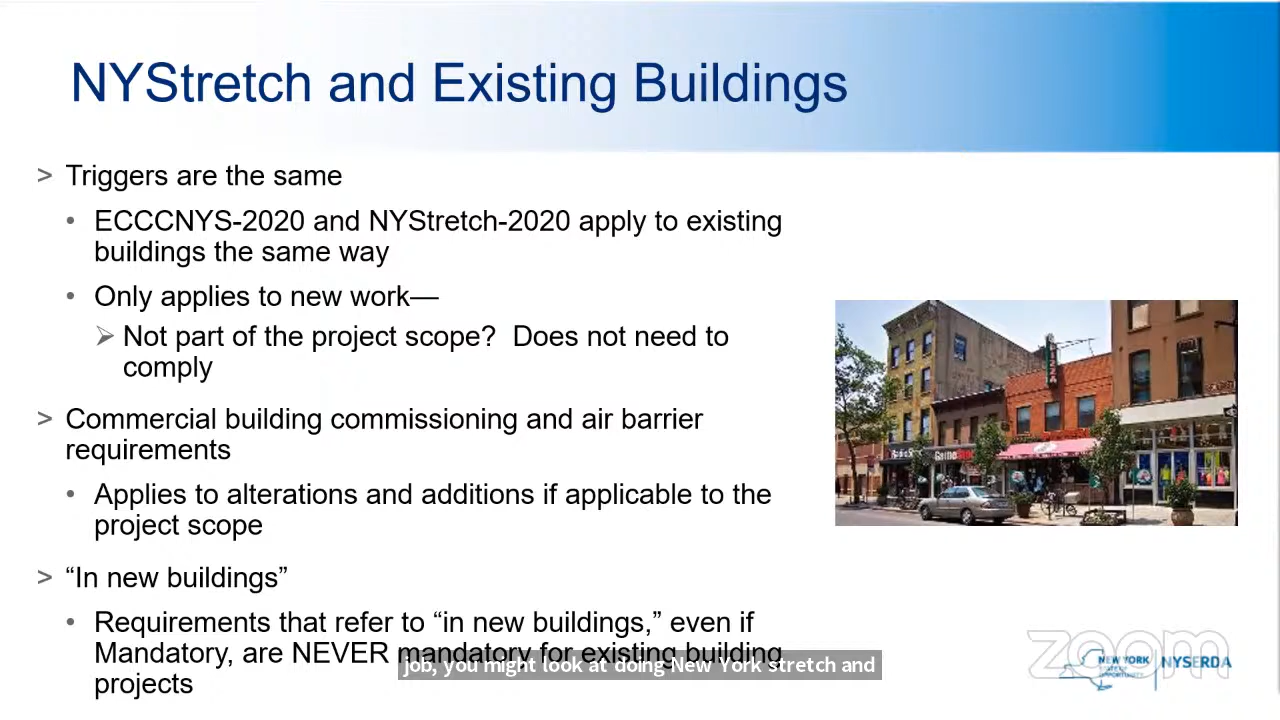 NYStretch and Existing Buildings
> Triggers are the same
• ECCCNYS-2020 and NYStretch-2020 apply to existing
buildings the same way
• Only applies to new work—
➢ Not part of the project scope?  Does not need to
comply
> Commercial building commissioning and air barrier
requirements
• Applies to alterations and additions if applicable to the
project scope
> “In new buildings”
• Requirements that refer to “in new buildings,” even if
Mandatory, are NEVER mandatory for existing building
projects
job, you might look at doing New York stretch and
PIZZA
GameStop
zoom
NEW YORK
STATE OF
OPPORTUNITY
NYSERDA